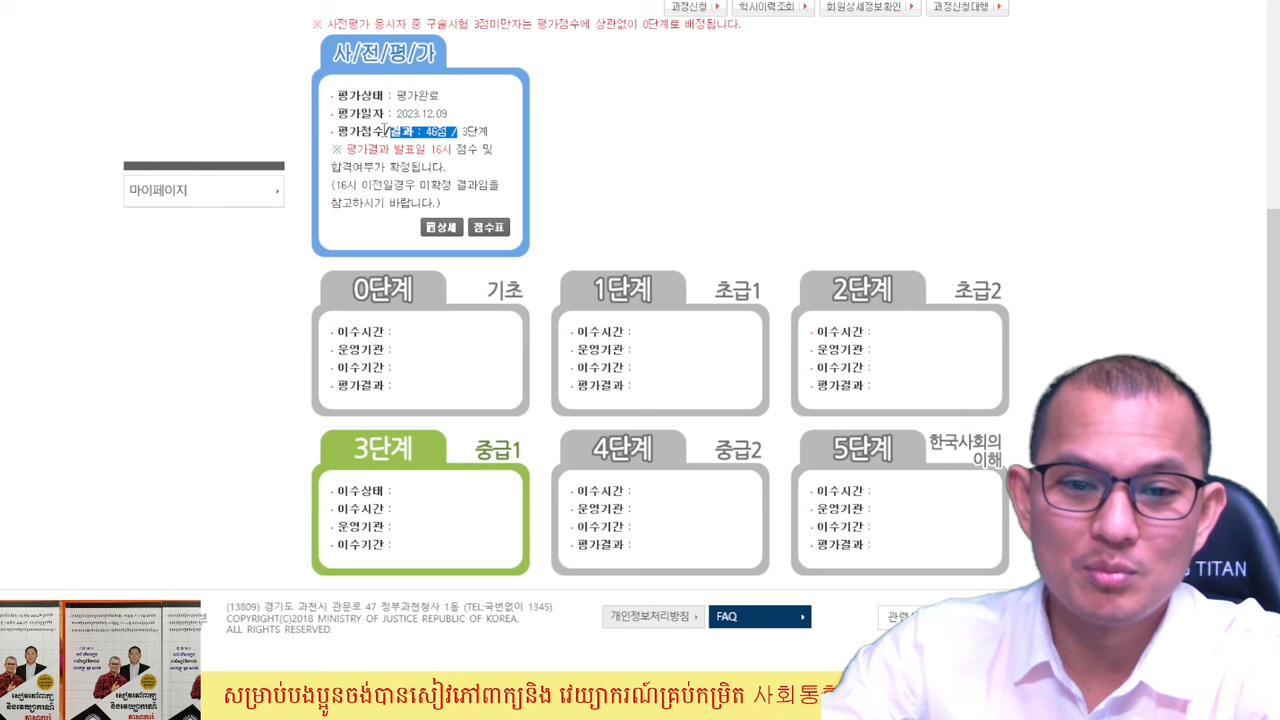 과정신청 학사이력조회 회원상세정보확인 과정신청대행
※ 사전평가 응시자 중 구술시험 3점미만자는 평가점수에 상관없이 0단계로 배정됩니다.
사/전/평/가
평가상태 : 평가완료
평가일자 : 2023.12.09
평가점수/결과 : 46점 / 3단계
※ 평가결과 발표일 16시 점수 및
합격여부가 확정됩니다.
(16시 이전일경우 미확정 결과임을
참고하시기 바랍니다.)
상세 점수표
마이페이지
0단계 기초
이수시간 :
운영기관 :
이수기간 :
평가결과 :
1단계 초급1
이수시간 :
운영기관 :
이수기간 :
평가결과 :
2단계 초급2
이수시간 :
운영기관 :
이수기간 :
평가결과 :
3단계 중급1
이수상태 :
이수시간 :
운영기관 :
이수기간 :
4단계 중급2
이수시간 :
운영기관 :
이수기간 :
평가결과 :
5단계 한국사회의
이해
이수시간 :
운영기관 :
이수기간 :
평가결과 :
TITAN
(13809) 경기도 과천시 관문로 47 정부과천청사 1동 (TEL:국번없이 1345)
COPYRIGHT(C)2018 MINISTRY OF JUSTICE REPUBLIC OF KOREA.
ALL RIGHTS RESERVED.
개인정보처리방침 FAQ 관련
សម្រាប់បងប្អូនចង់បានសៀវភៅពាក្យនិង វេយ្យាករណ៍គ្រប់កម្រិត 사회통